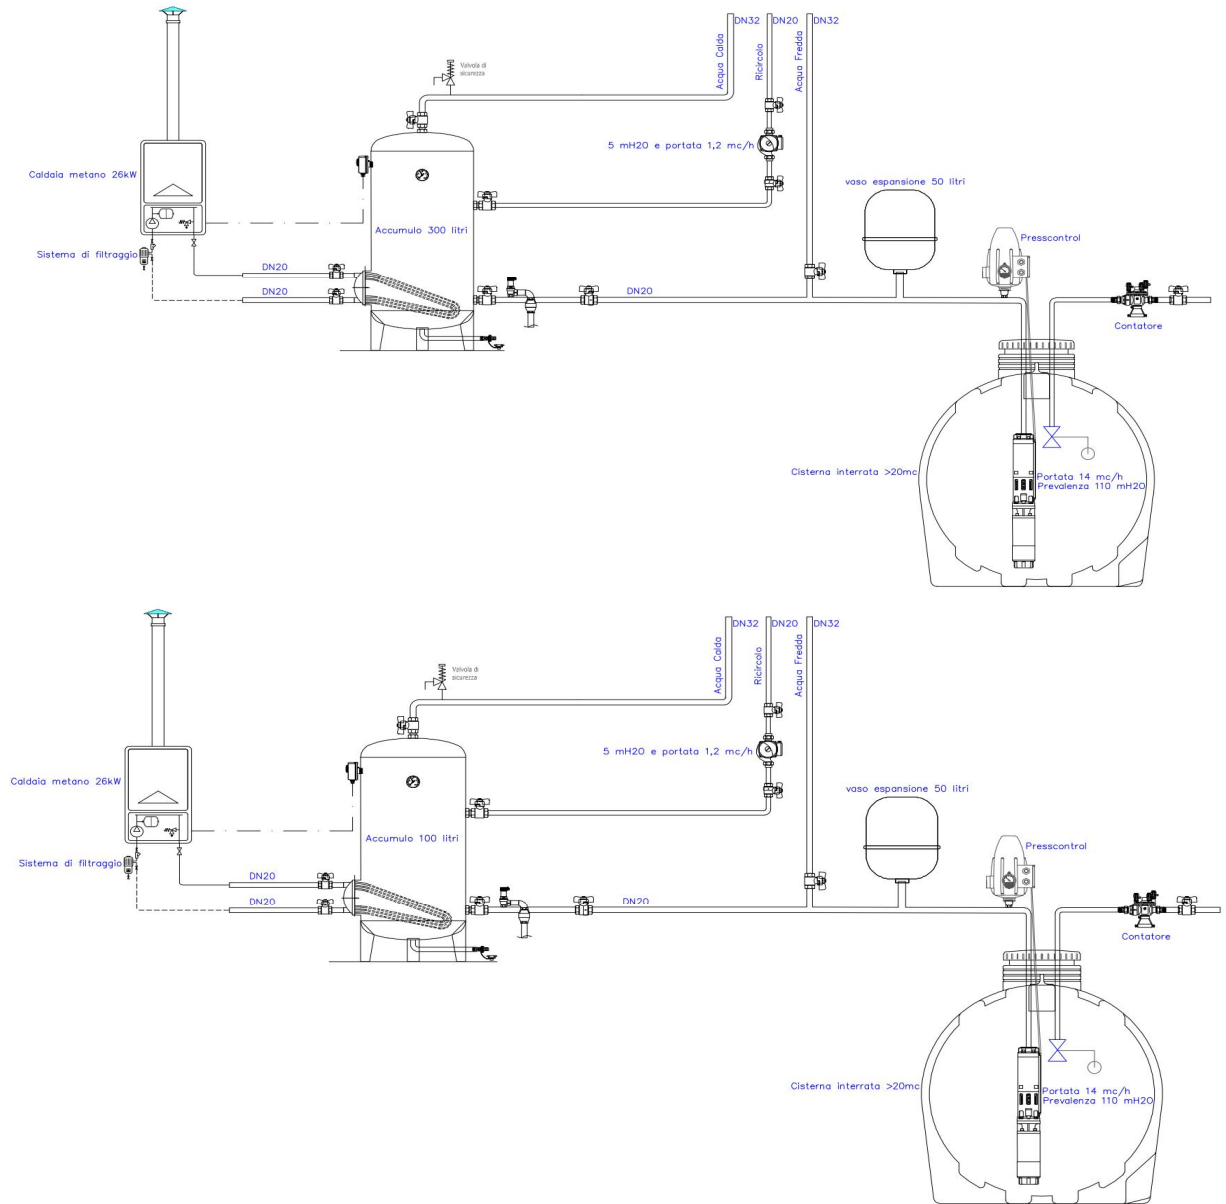 DN32
DN20
DN32
Acqua Calda
Ricircolo
Acqua Fredda
Valvola di
sicurezza
5 mH2O e portata 1,2 mc/h
Caldaia metano 26kW
vaso espansione 50 litri
Accumulo 300 litri
Presscontrol
Sistema di filtraggio
DN20
DN20
DN20
Contatore
Cisterna interrata >20mc
Portata 14 mc/h
Prevalenza 110 mH2O
DN32
DN20
DN32
Acqua Calda
Ricircolo
Acqua Fredda
Valvola di
sicurezza
5 mH2O e portata 1,2 mc/h
Caldaia metano 26kW
vaso espansione 50 litri
Accumulo 100 litri
Presscontrol
Sistema di filtraggio
DN20
DN20
DN20
Contatore
Cisterna interrata >20mc
Portata 14 mc/h
Prevalenza 110 mH2O